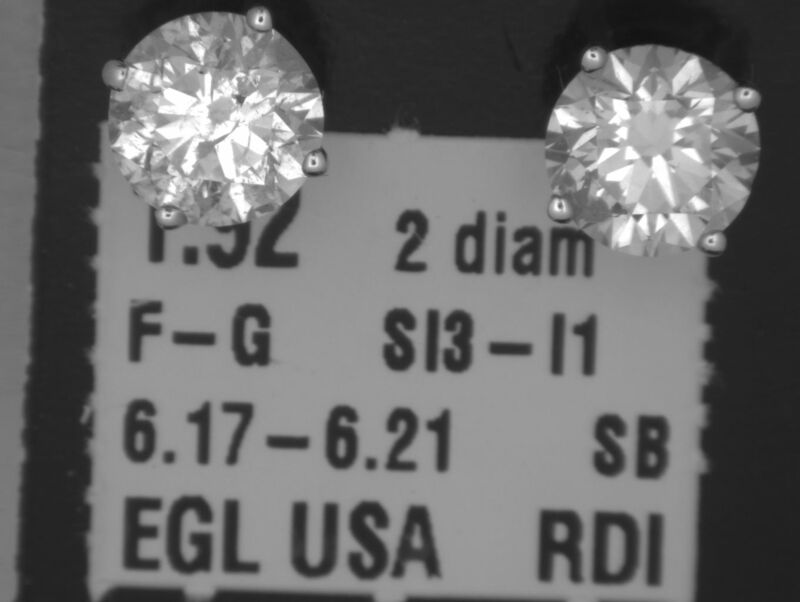 2 diam
F-G SI3-I1
6.17-6.21 SB
EGL USA RDI